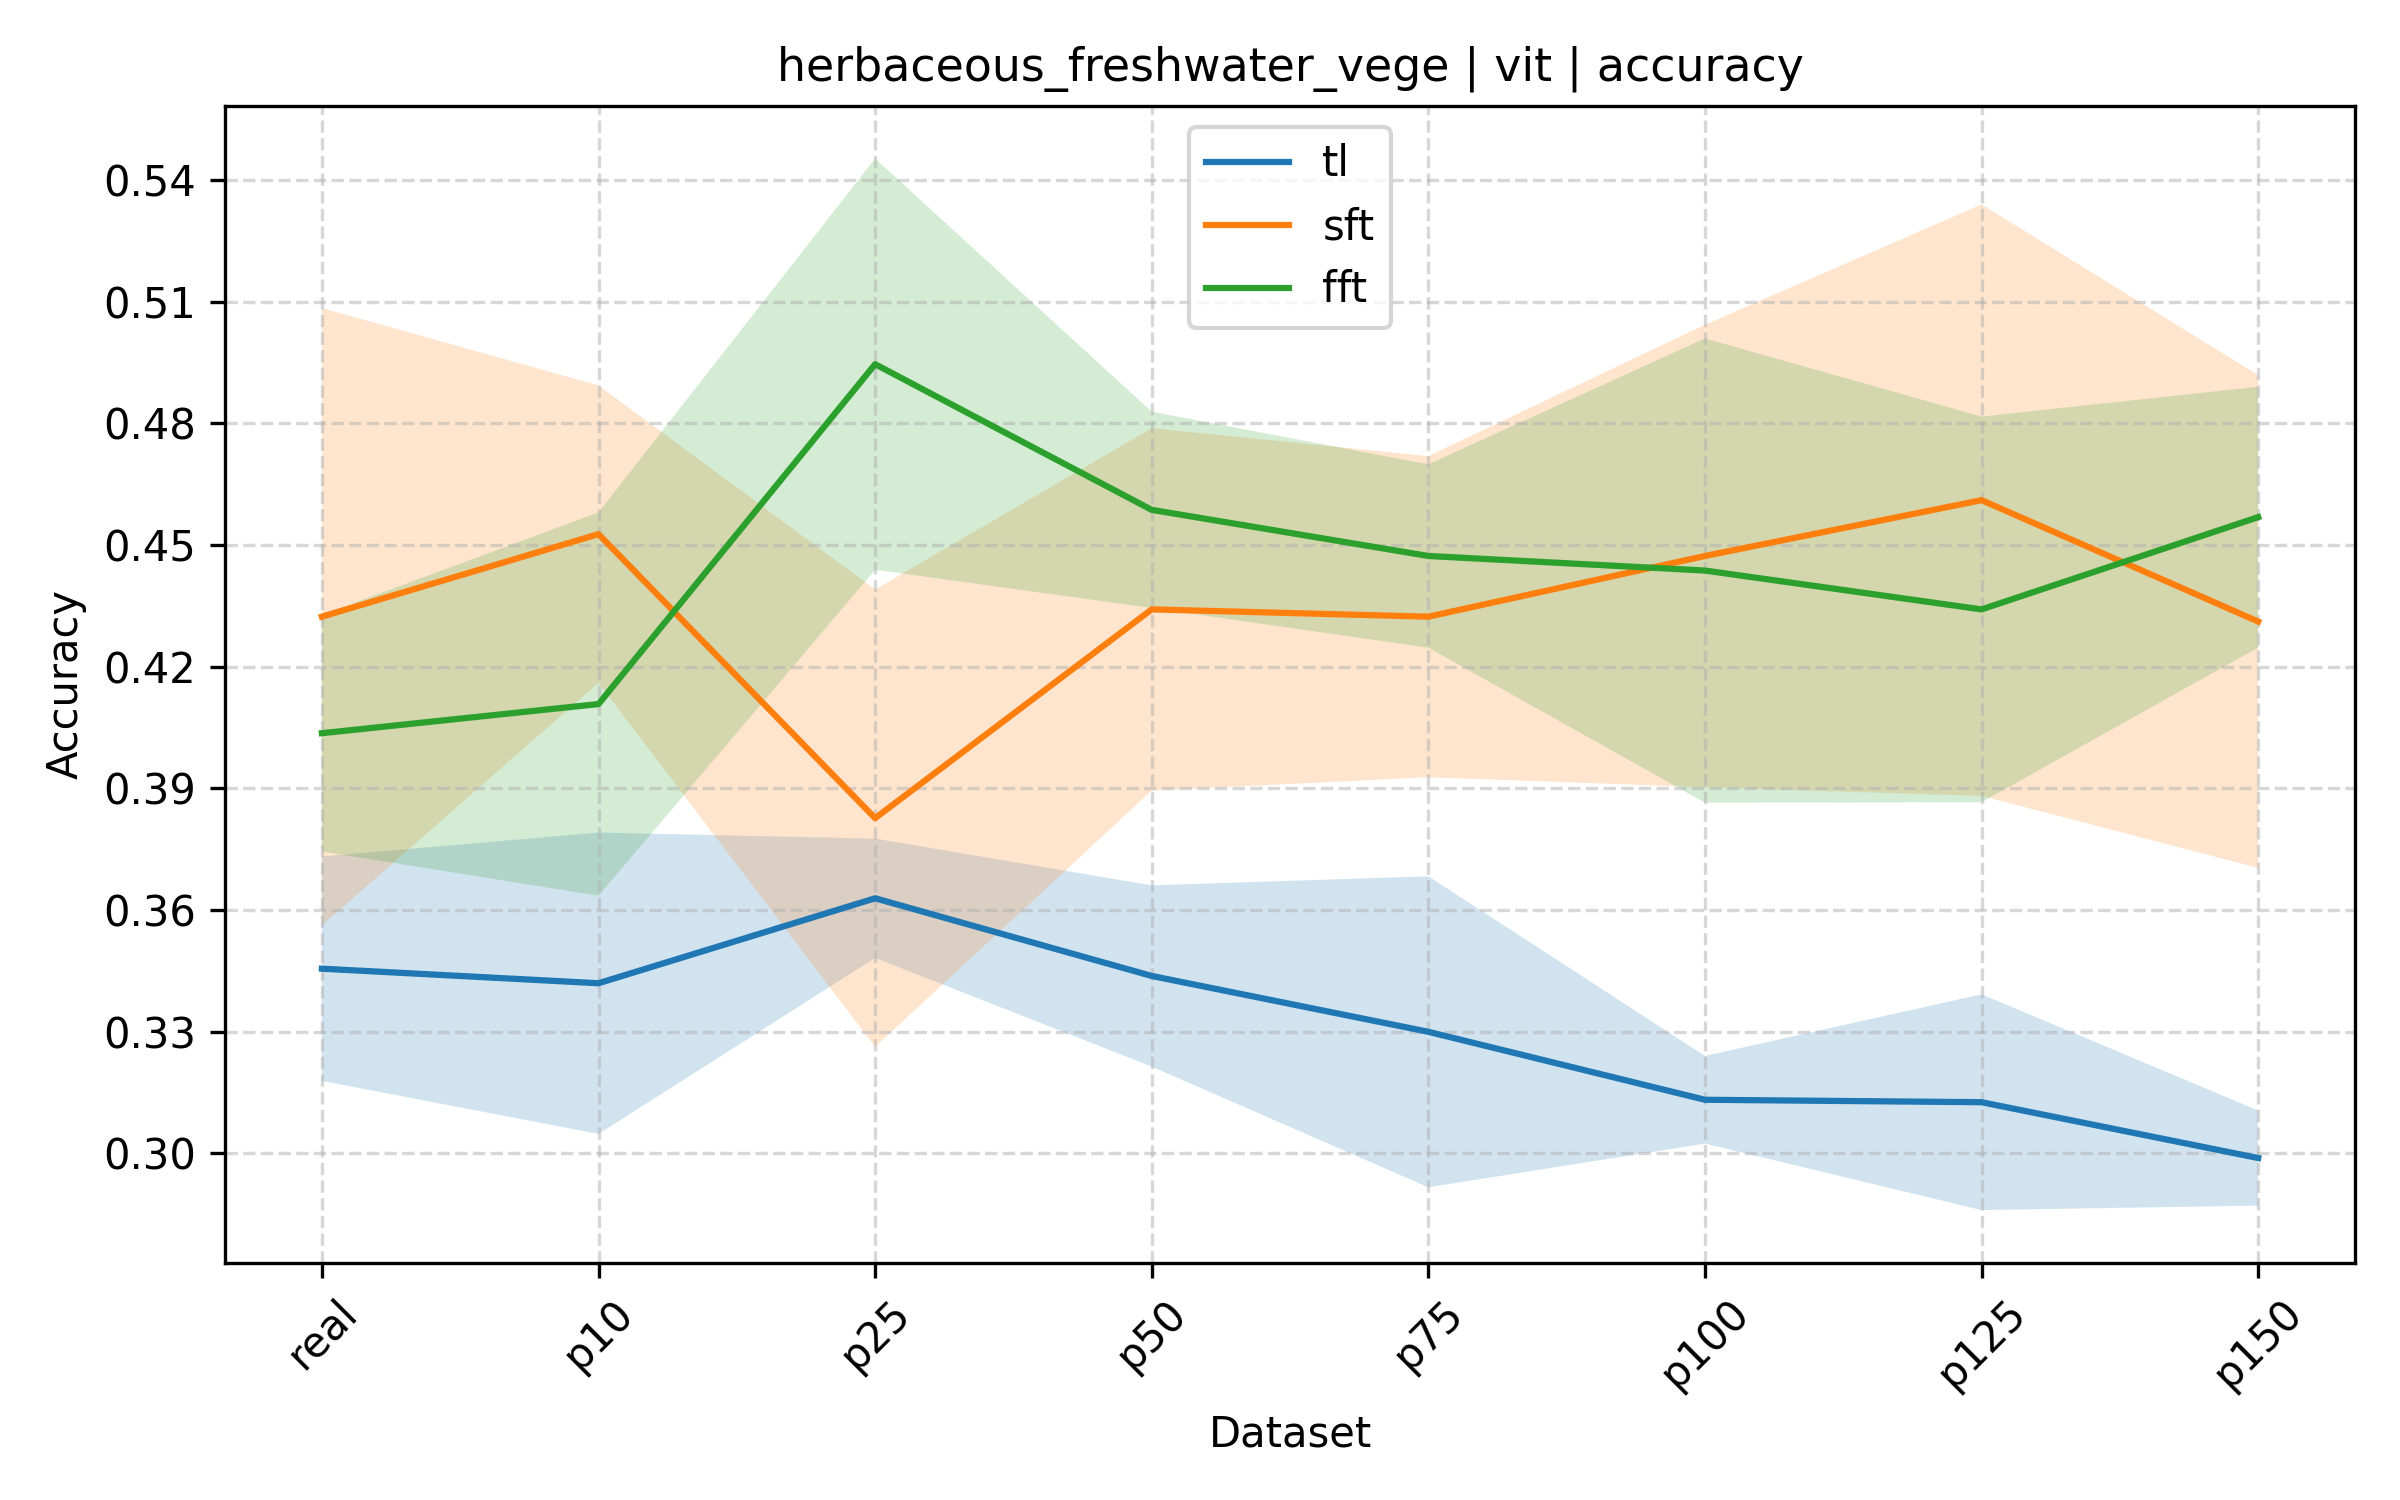 herbaceous_freshwater_vege | vit | accuracy
tl
sft
fft
0.54
0.51
0.48
0.45
0.42
0.39
0.36
0.33
0.30
Accuracy
real
p10
p25
p50
p75
p100
p125
p150
Dataset